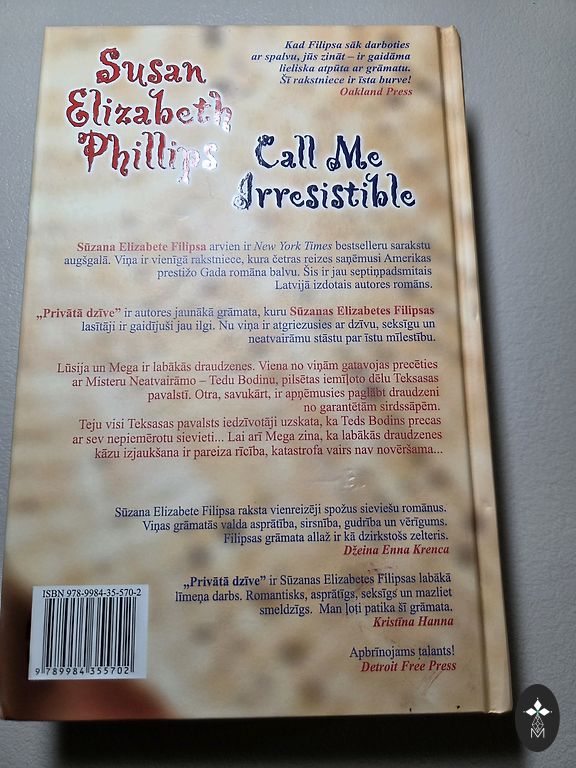 Susan
Elizabeth
Phillips
Kad Filipsa sāk darboties
ar spalvu, jūs zināt – ir gaidāma
lieliska atpūta ar grāmatu.
Šī rakstniece ir īsta burve!
Oakland Press
Call Me
Irresistible
Sūzana Elizabete Filipsa arvien ir New York Times bestselleru sarakstu
augšgalā. Viņa ir vienīgā rakstniece, kura četras reizes saņēmusi Amerikas
prestižo Gada romāna balvu. Šis ir jau septiņpadsmitais
Latvijā izdotais autores romāns.
„Privātā dzīve” ir autores jaunākā grāmata, kuru Sūzanas Elizabetes Filipsas
lasītāji ir gaidījuši jau ilgi. Nu viņa ir atgriezusies ar dzīvu, seksīgu un
neatvairāmu stāstu par īstu mīlestību.
Lūsija un Mega ir labākās draudzenes. Viena no viņām gatavojas precēties
ar Misteru Neatvairāmo – Tedu Bodinu, pilsētas iemīļoto dēlu Teksasas
pavalstī. Otra, savukārt, ir apņēmusies paglābt draudzeni
no garantētām sirdssāpēm.
Teju visi Teksasas pavalsts iedzīvotāji uzskata, ka Teds Bodins precas
ar sev nepiemērotu sievieti... Lai arī Mega zina, ka labākās draudzenes
kāzu izjaukšana ir pareiza rīcība, katastrofa vairs nav novēršama...
Sūzana Elizabete Filipsa raksta vienreizēji spožus sieviešu romānus.
Viņas grāmatās valda asprātība, sirsnība, gudrība un vērīgums.
Filipsas grāmata allaž ir kā dzirkstošs zelteris.
Džeina Enna Krenca
„Privātā dzīve” ir Sūzanas Elizabetes Filipsas labākā
līmeņa darbs. Romantisks, asprātīgs, seksīgs un mazliet
smeldzīgs. Man ļoti patika šī grāmata.
Kristīna Hanna
Apbrīnojams talants!
Detroit Free Press
ISBN 978-9984-35-570-2
9 789984 355702